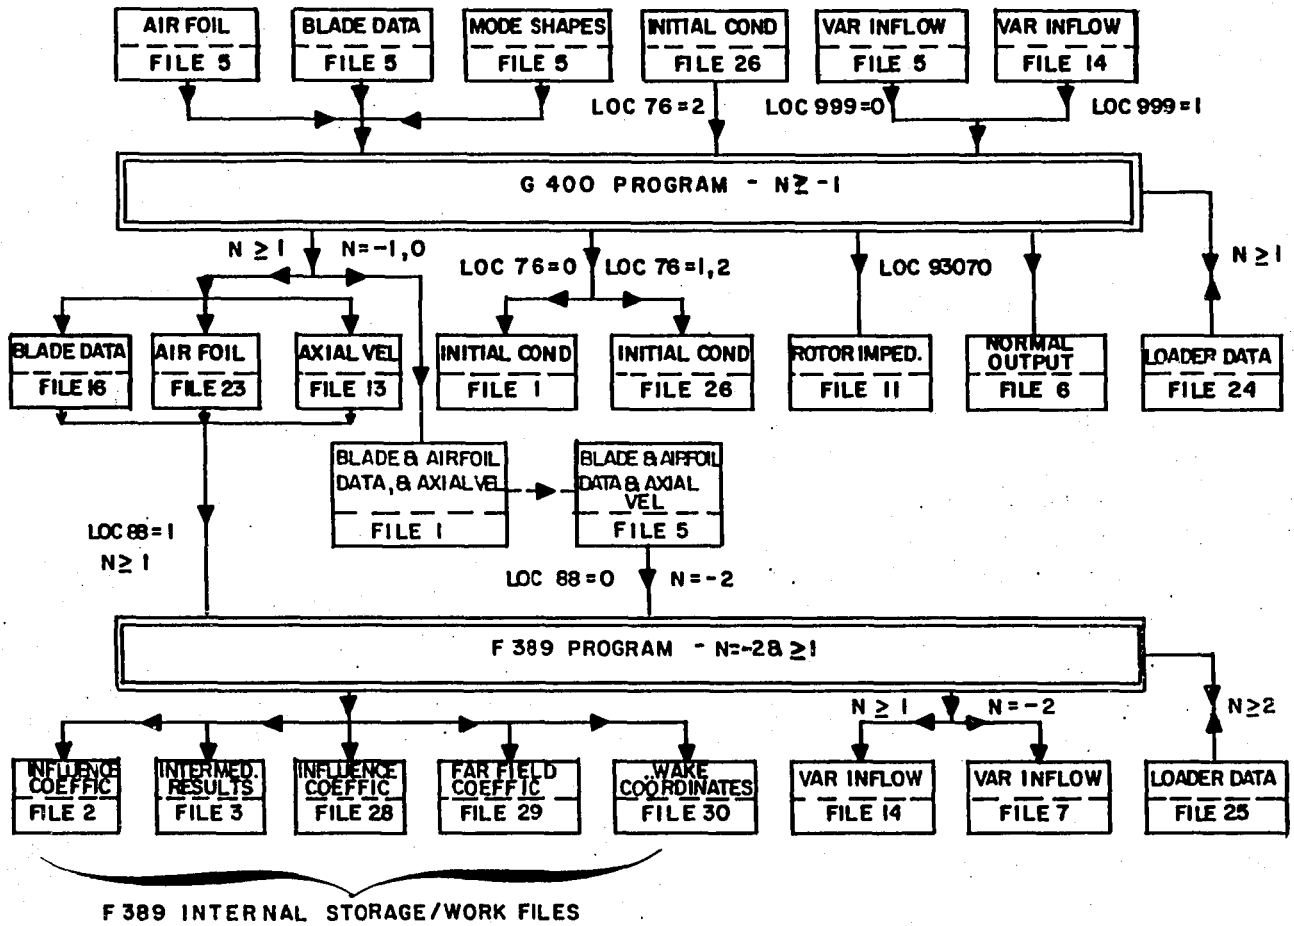 AIR FOIL
FILE 5
BLADE DATA
FILE 5
MODE SHAPES
FILE 5
INITIAL COND
FILE 26
VAR INFLOW
FILE 5
VAR INFLOW
FILE 14
LOC 76=2
LOC 999=0
LOC 999=1
G 400 PROGRAM - N ≥ -1
N ≥ 1
N=-1,0
LOC 76=0
LOC 76=1,2
LOC 93070
N ≥ 1
BLADE DATA
FILE 16
AIR FOIL
FILE 23
AXIAL VEL
FILE 13
INITIAL COND
FILE 1
INITIAL COND
FILE 26
ROTOR IMPED.
FILE 11
NORMAL
OUTPUT
FILE 6
LOADER DATA
FILE 24
BLADE & AIRFOIL
DATA, & AXIAL VEL
FILE 1
BLADE & AIRFOIL
DATA & AXIAL
VEL
FILE 5
LOC 88=1
N ≥ 1
LOC 88=0
N=-2
F 389 PROGRAM - N=-2 & ≥1
N ≥ 1
N=-2
N≥2
INFLUENCE
COEFFIC
FILE 2
INTERMED.
RESULTS
FILE 3
INFLUENCE
COEFFIC
FILE 28
FAR FIELD
COEFFIC
FILE 29
WAKE
COORDINATES
FILE 30
VAR INFLOW
FILE 14
VAR INFLOW
FILE 7
LOADER DATA
FILE 25
F 389 INTERNAL STORAGE/WORK FILES